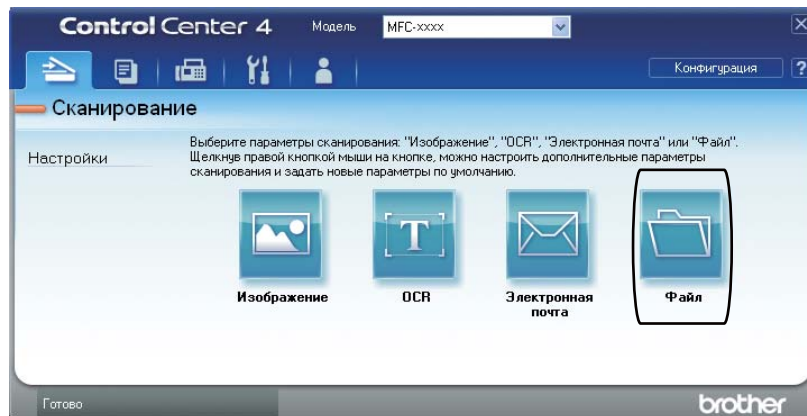 Control Center 4 Модель MFC-xxxx X
Конфигурация ?
Сканирование
Настройки
Выберите параметры сканирования: "Изображение", "OCR", "Электронная почта" или "Файл".
Щелкнув правой кнопкой мыши на кнопке, можно настроить дополнительные параметры
сканирования и задать новые параметры по умолчанию.
T
Изображение OCR Электронная Файл
почта
Готово brother